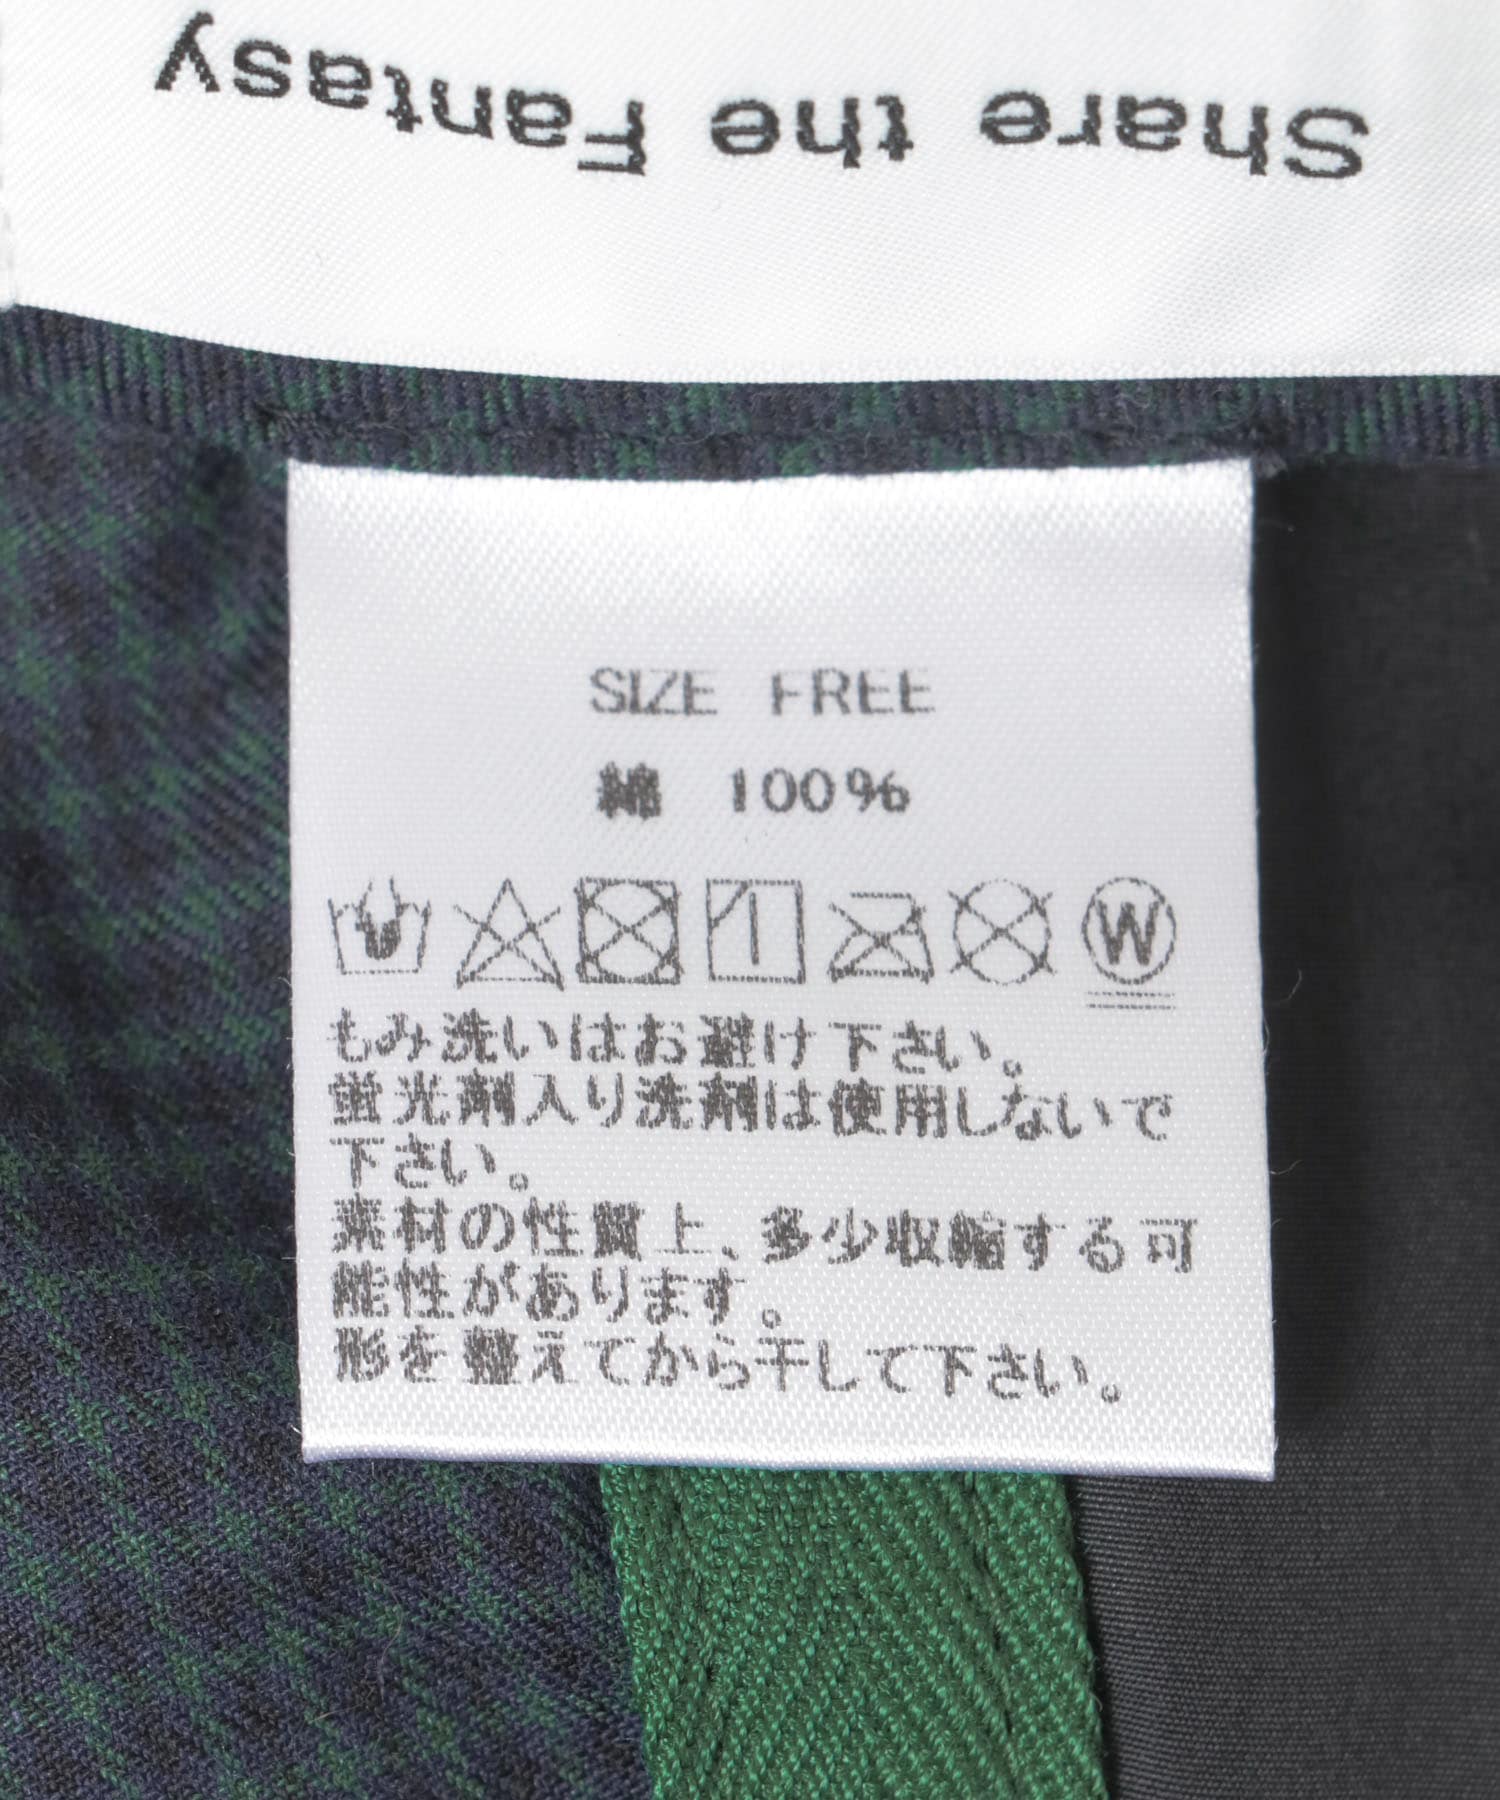 Share the Fantasy
SIZE FREE
綿 100%
W
もみ洗いはお避け下さい。
蛍光剤入り洗剤は使用しないで
下さい。
素材の性質上、多少収縮する可
能性があります。
形を整えてから干して下さい。